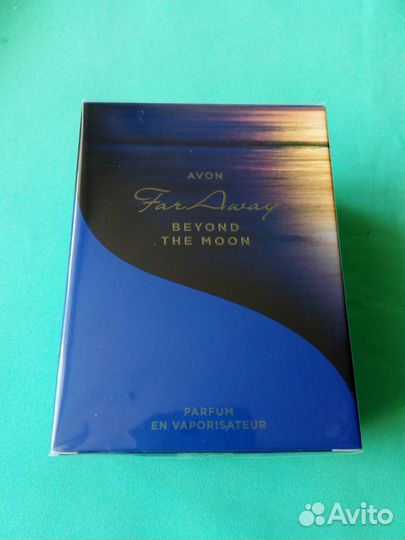 AVON
Far Away
BEYOND
THE MOON
PARFUM
EN VAPORISATEUR
Avito